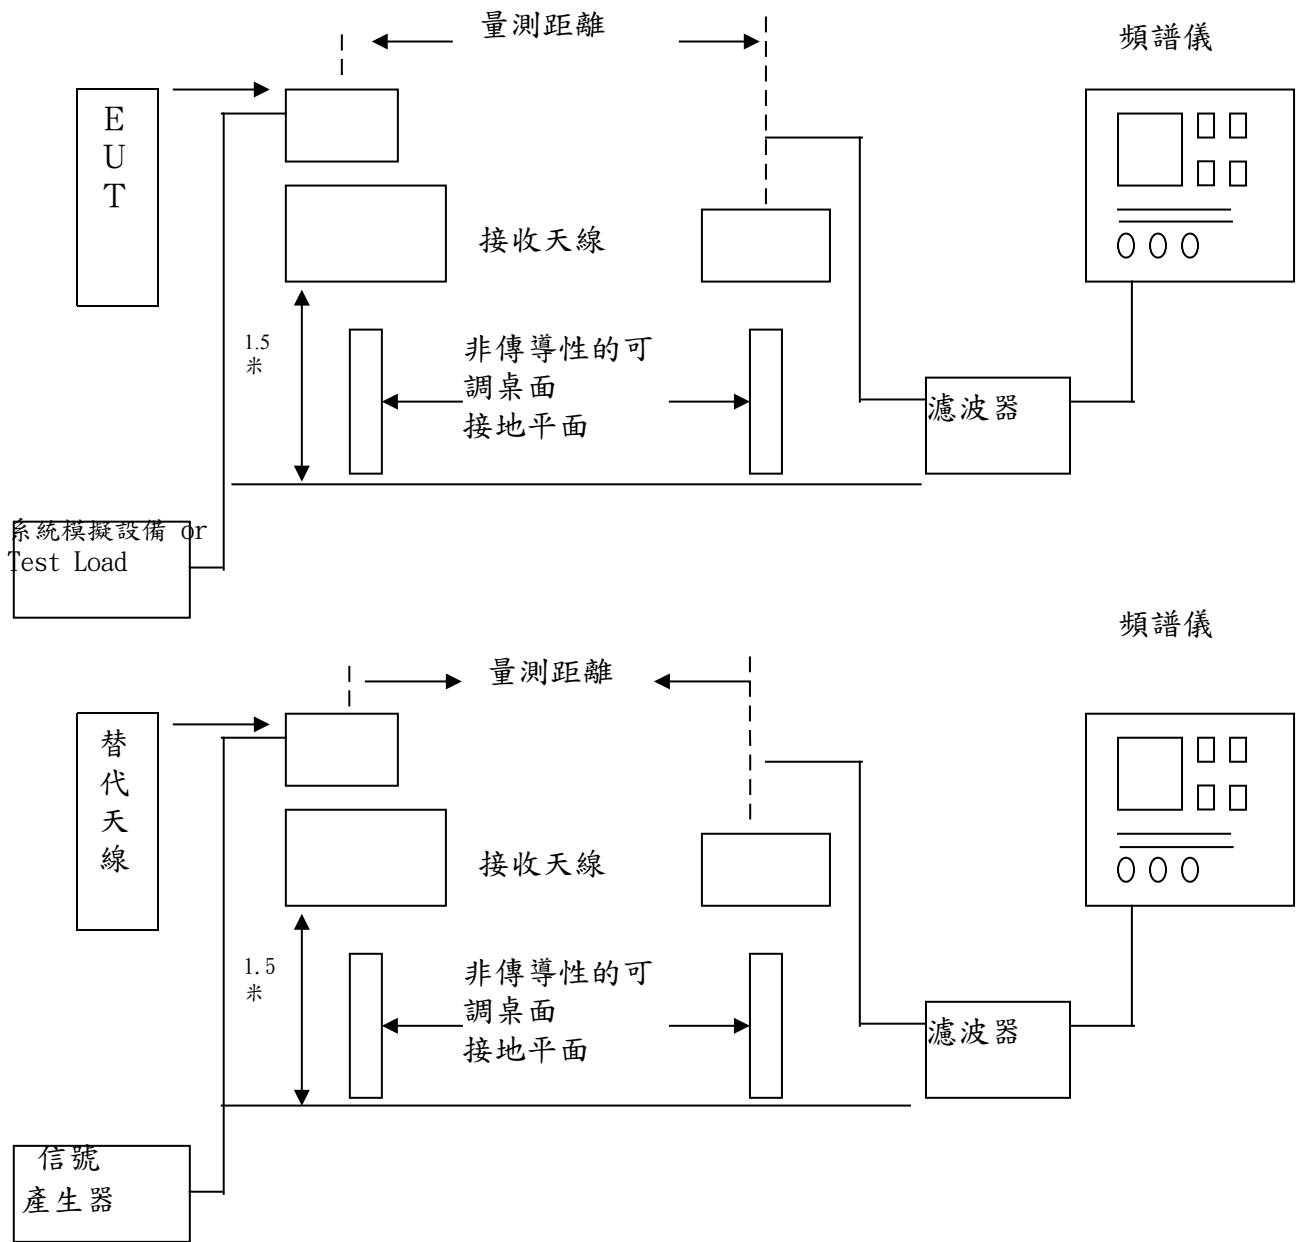 量測距離
頻譜儀
E
U
T
接收天線
1.5
米
非傳導性的可
調桌面
接地平面
濾波器
系統模擬設備 or
Test Load
頻譜儀
量測距離
替
代
天
線
接收天線
1.5
米
非傳導性的可
調桌面
接地平面
濾波器
信號
產生器